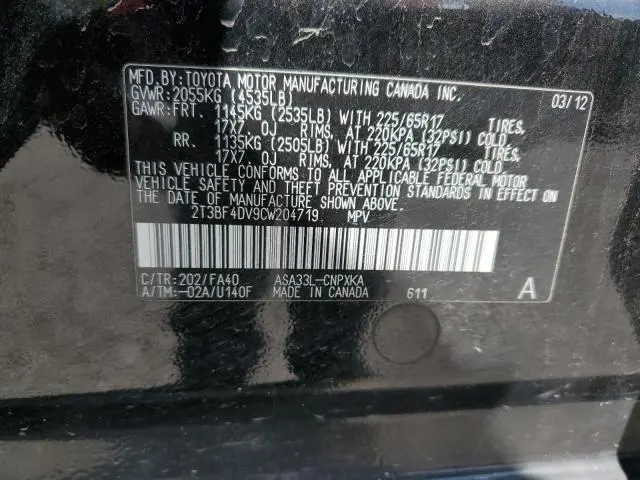 MFD.BY:TOYOTA MOTOR MANUFACTURING CANADA INC.
GVWR:2055KG (4535LB) 03/12
GAWR:FRT. 1145KG (2535LB) WITH 225/65R17 TIRES,
17X7.0J RIMS, AT 220KPA (32PSI) COLD.
RR. 1135KG (2505LB) WITH 225/65R17 TIRES,
17X7.0J RIMS, AT 220KPA (32PSI) COLD.
THIS VEHICLE CONFORMS TO ALL APPLICABLE FEDERAL MOTOR
VEHICLE SAFETY AND THEFT PREVENTION STANDARDS IN EFFECT ON
THE DATE OF MANUFACTURE SHOWN ABOVE.
2T3BF4DV9CW204719. MPV
C/TR:202/FA40 ASA33L-CNPXKA
A/TM:-02A/U140F MADE IN CANADA 611 A